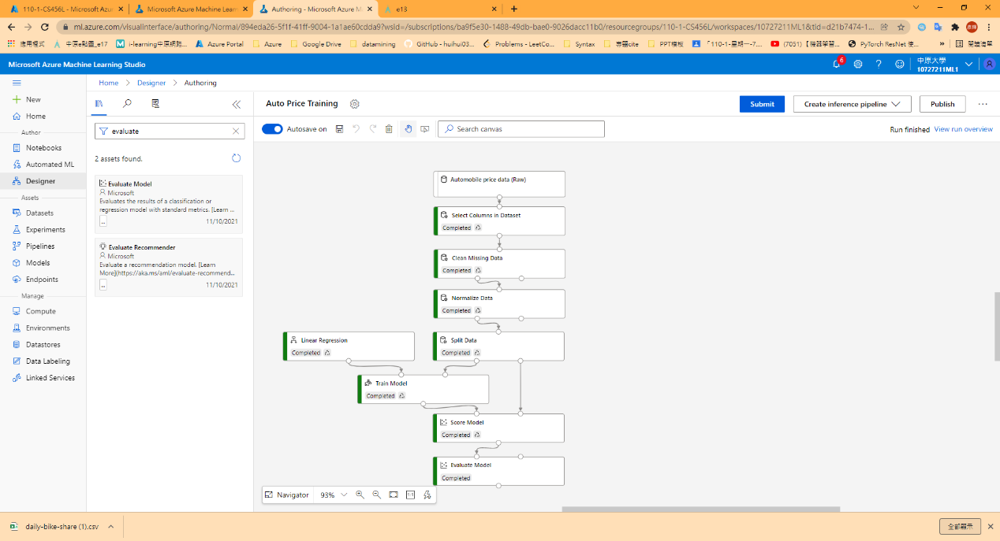 110-1-CS456L - Microsoft Azur
Microsoft Azure Machine Learn
Authoring - Microsoft Azure M
e13
ml.azure.com/visualinterface/authoring/Normal/894eda26-5f1f-41ff-9004-1a1ae60cdda9?wsid=/subscriptions/ba9f5e30-1488-49db-bae0-9026dacc11b0/resourcegroups/110-1-CS456L/workspaces/10727211ML1&tid=d21b7474-1...
應用程式
中原e點靈_e17
i-learning中原網路...
Azure Portal
Azure
Google Drive
datamining
GitHub - huihui03...
Problems - LeetCo...
Syntax
專題cite
PPT模板
「110-1-星期一-7....
(7051)【機器學習...
PyTorch ResNet 使...
»
閱讀清單
Microsoft Azure Machine Learning Studio
6
中原大學
10727211ML1
Home > Designer > Authoring
New
Home
Author
Notebooks
Automated ML
Designer
Assets
Datasets
Experiments
Pipelines
Models
Endpoints
Manage
Compute
Environments
Datastores
Data Labeling
Linked Services
evaluate
2 assets found.
Evaluate Model
Microsoft
Evaluates the results of a classification or
regression model with standard metrics. [Learn ...
...
11/10/2021
Evaluate Recommender
Microsoft
Evaluate a recommendation model. [Learn
More](https://aka.ms/aml/evaluate-recommend...
...
11/10/2021
Auto Price Training
Submit
Create inference pipeline
Publish
...
Autosave on
Search canvas
Run finished View run overview
Automobile price data (Raw)
Select Columns in Dataset
Completed
Clean Missing Data
Completed
Normalize Data
Completed
Linear Regression
Completed
Split Data
Completed
Train Model
Completed
Score Model
Completed
Evaluate Model
Completed
Navigator
93%
daily-bike-share (1).csv
全部顯示